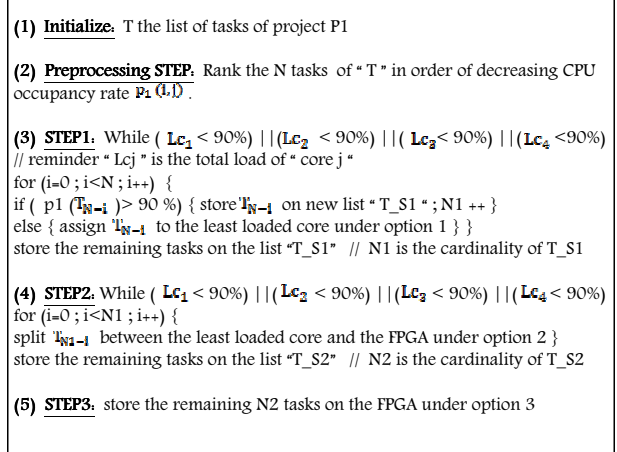 (1) Initialize: T the list of tasks of project P1
(2) Preprocessing STEP: Rank the N tasks of “ T ” in order of decreasing CPU
occupancy rate p₁ (i,j) .
(3) STEP1: While ( Lc₁ < 90%) ||(Lc₂ < 90%) ||( Lc₃< 90%) ||(Lc₄ <90%)
// reminder “ Lcj ” is the total load of “ core j “
for (i=0 ; i<N ; i++) {
if ( p1 (T_N−i )> 90 %) { store T_N−i on new list “ T_S1 “ ; N1 ++ }
else { assign T_N−i to the least loaded core under option 1 } }
store the remaining tasks on the list “T_S1” // N1 is the cardinality of T_S1
(4) STEP2: While ( Lc₁ < 90%) ||( Lc₂ < 90%) ||(Lc₃ < 90%) ||( Lc₄< 90%)
for (i=0 ; i<N1 ; i++) {
split T_N1−i between the least loaded core and the FPGA under option 2 }
store the remaining tasks on the list “T_S2” // N2 is the cardinality of T_S2
(5) STEP3: store the remaining N2 tasks on the FPGA under option 3